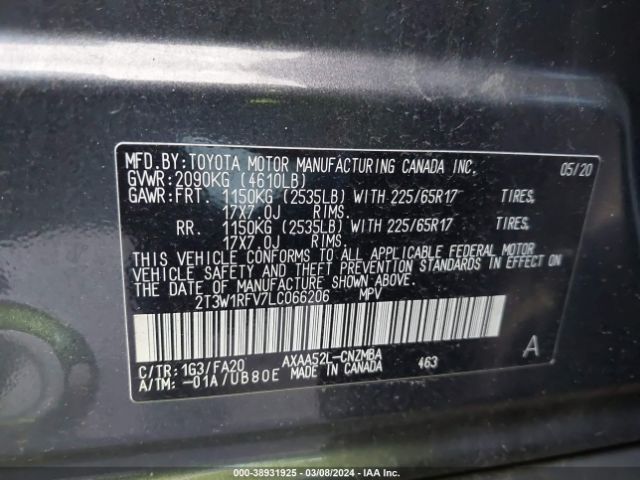 MFD.BY:TOYOTA MOTOR MANUFACTURING CANADA INC. 05/20
GVWR:2090KG (4610LB)
GAWR:FRT. 1150KG (2535LB) WITH 225/65R17 TIRES,
17X7.0J RIMS.
RR. 1150KG (2535LB) WITH 225/65R17 TIRES,
17X7.0J RIMS.
THIS VEHICLE CONFORMS TO ALL APPLICABLE FEDERAL MOTOR
VEHICLE SAFETY AND THEFT PREVENTION STANDARDS IN EFFECT
ON THE DATE OF MANUFACTURE SHOWN ABOVE.
2T3W1RFV7LC066206 MPV
C/TR:1G3/FA20 AXAA52L-CNZMBA 463 A
A/TM:-01A/UB80E MADE IN CANADA
000-38931925 | 03/08/2024 | IAA Inc.